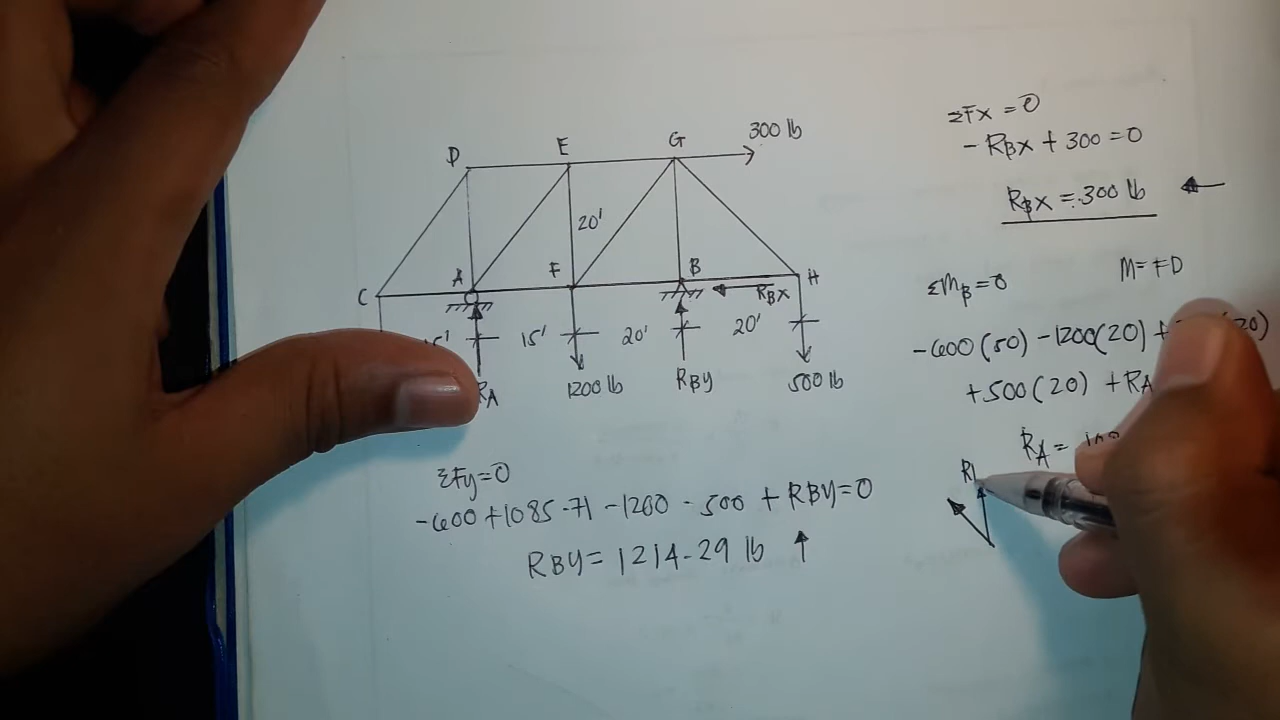 300 lb
D
E
G
20'
C
A
F
B
H
RBX
15'
20'
20'
RA
1200 lb
RBY
500 lb
ΣFy=0
-600+1085.71-1200-500+RBY=0
RBY=1214.29 lb
ΣFx=0
-RBX+300=0
RBX=300 lb
ΣMB=0
M=FD
-600(50)-1200(20)+
+500(20)+RA
RA=